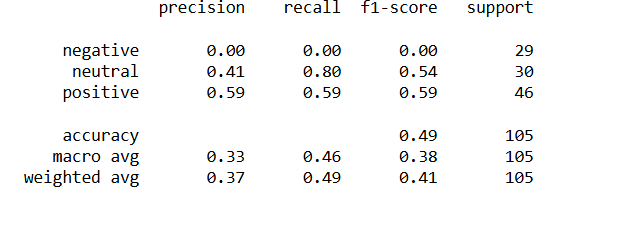 precision recall f1-score support
negative 0.00 0.00 0.00 29
neutral 0.41 0.80 0.54 30
positive 0.59 0.59 0.59 46
accuracy 0.49 105
macro avg 0.33 0.46 0.38 105
weighted avg 0.37 0.49 0.41 105